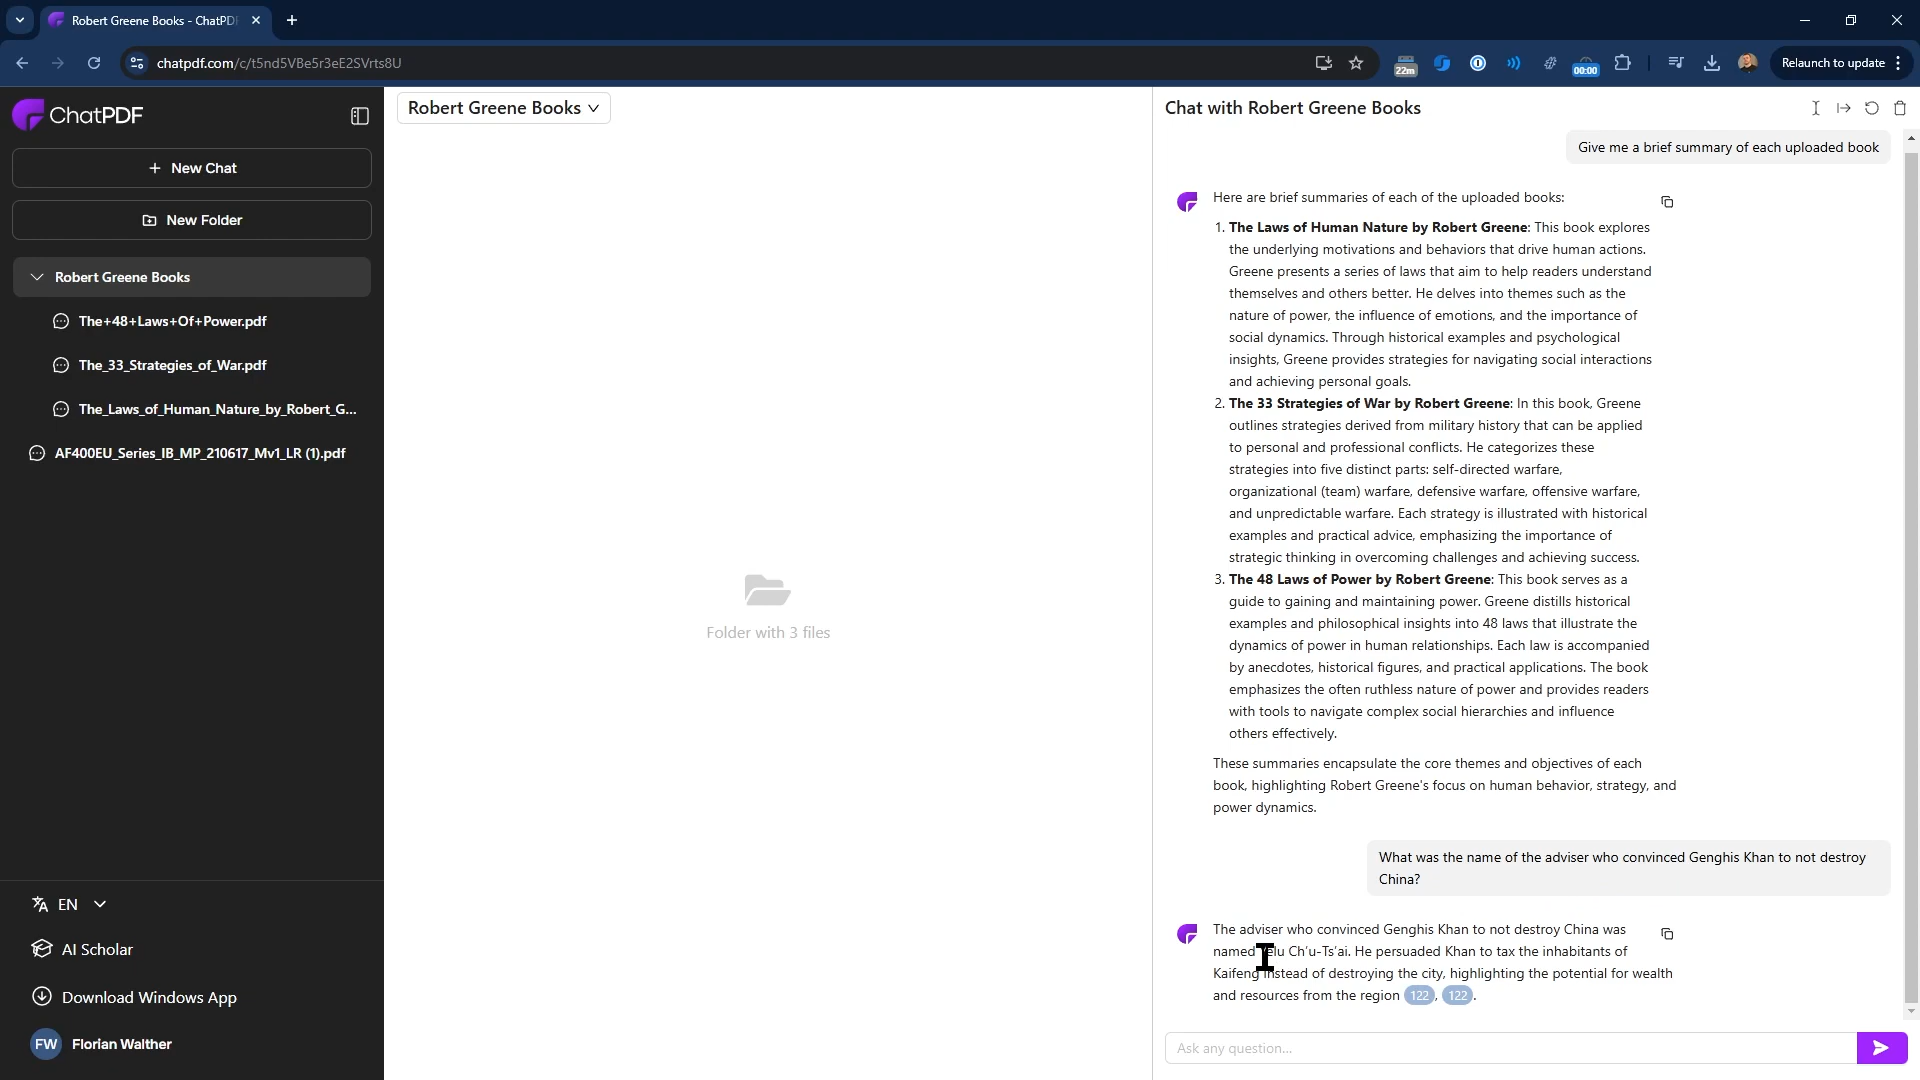 Robert Greene Books - ChatPD
chatpdf.com/c/t5nd5VBe5r3eE2SVrts8U
22m
00:00
Relaunch to update
ChatPDF
New Chat
New Folder
Robert Greene Books
The+48+Laws+Of+Power.pdf
The_33_Strategies_of_War.pdf
The_Laws_of_Human_Nature_by_Robert_G...
AF400EU_Series_IB_MP_210617_Mv1_LR (1).pdf
EN
AI Scholar
Download Windows App
FW Florian Walther
Robert Greene Books
Folder with 3 files
Chat with Robert Greene Books
Give me a brief summary of each uploaded book
Here are brief summaries of each of the uploaded books:
1. The Laws of Human Nature by Robert Greene: This book explores
the underlying motivations and behaviors that drive human actions.
Greene presents a series of laws that aim to help readers understand
themselves and others better. He delves into themes such as the
nature of power, the influence of emotions, and the importance of
social dynamics. Through historical examples and psychological
insights, Greene provides strategies for navigating social interactions
and achieving personal goals.
2. The 33 Strategies of War by Robert Greene: In this book, Greene
outlines strategies derived from military history that can be applied
to personal and professional conflicts. He categorizes these
strategies into five distinct parts: self-directed warfare,
organizational (team) warfare, defensive warfare, offensive warfare,
and unpredictable warfare. Each strategy is illustrated with historical
examples and practical advice, emphasizing the importance of
strategic thinking in overcoming challenges and achieving success.
3. The 48 Laws of Power by Robert Greene: This book serves as a
guide to gaining and maintaining power. Greene distills historical
examples and philosophical insights into 48 laws that illustrate the
dynamics of power in human relationships. Each law is accompanied
by anecdotes, historical figures, and practical applications. The book
emphasizes the often ruthless nature of power and provides readers
with tools to navigate complex social hierarchies and influence
others effectively.
These summaries encapsulate the core themes and objectives of each
book, highlighting Robert Greene's focus on human behavior, strategy, and
power dynamics.
What was the name of the adviser who convinced Genghis Khan to not destroy
China?
The adviser who convinced Genghis Khan to not destroy China was
named Yelu Ch'u-Ts'ai. He persuaded Khan to tax the inhabitants of
Kaifeng instead of destroying the city, highlighting the potential for wealth
and resources from the region 122, 122.
Ask any question...